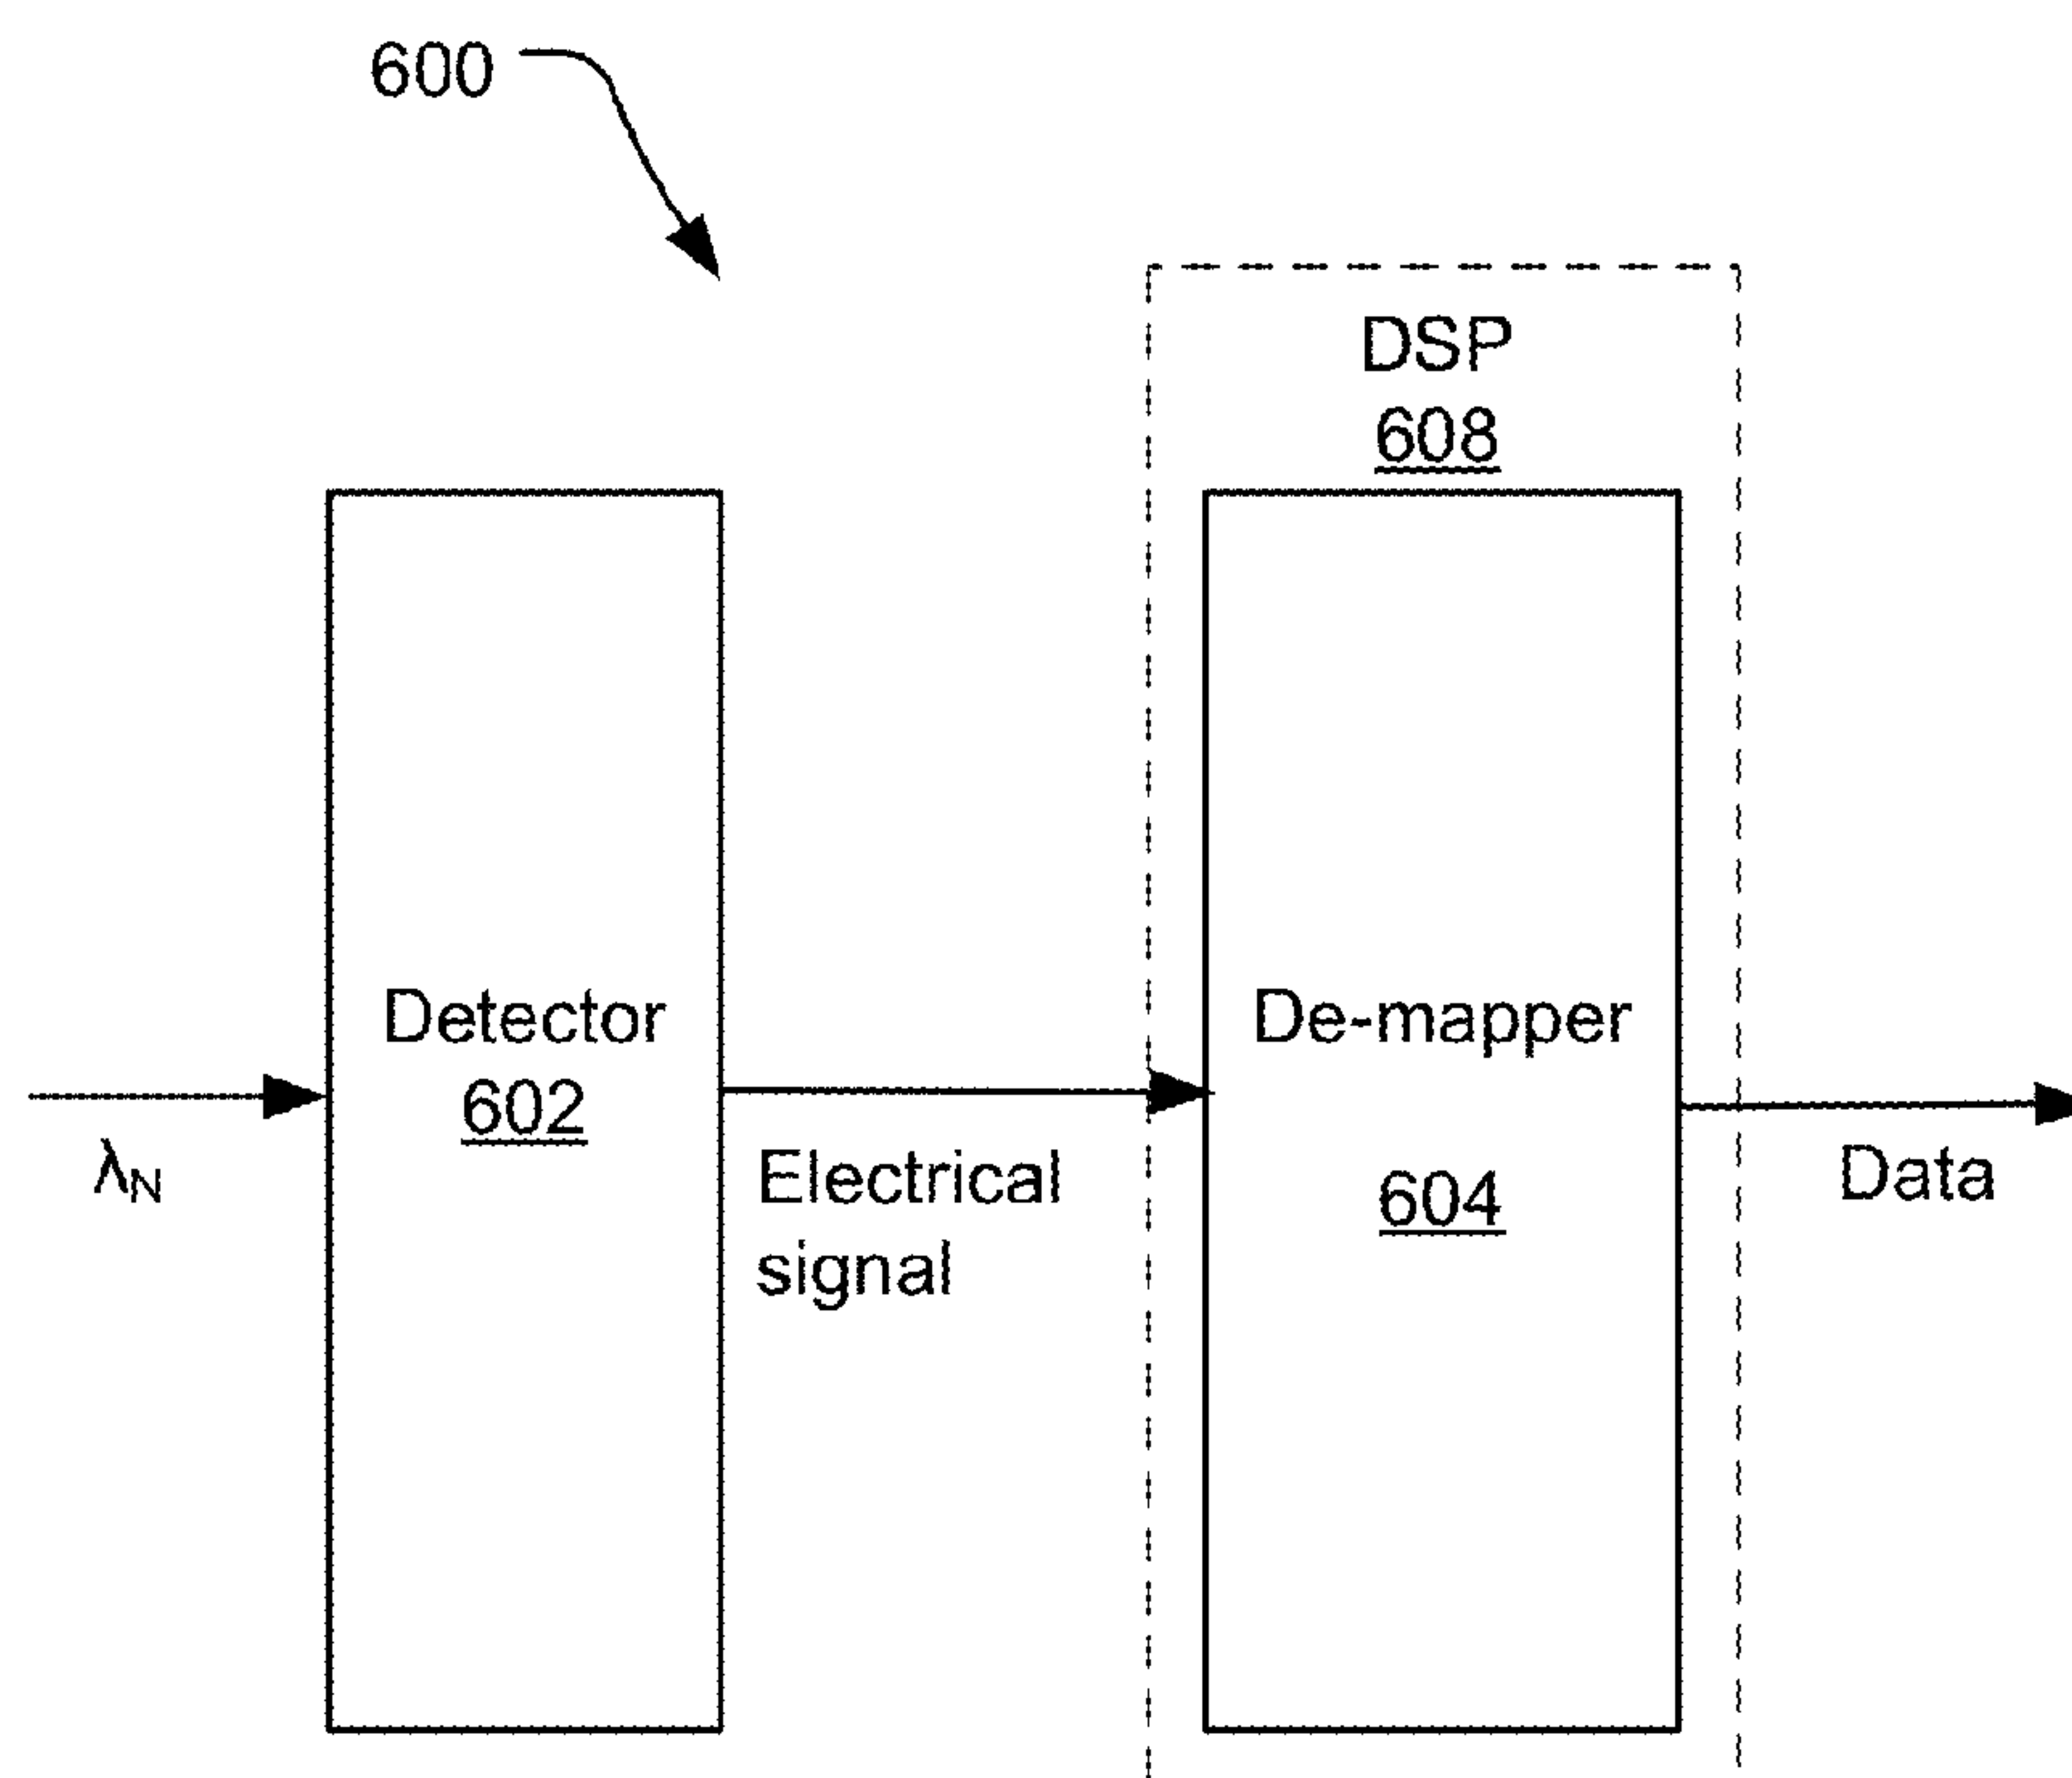 600
DSP
608
Detector
602
De-mapper
604
λN
Electrical
signal
Data